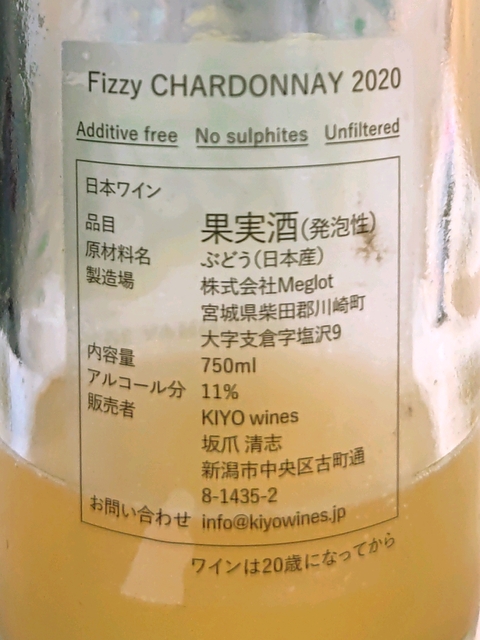 Fizzy CHARDONNAY 2020
Additive free No sulphites Unfiltered
日本ワイン
品目 果実酒(発泡性)
原材料名 ぶどう(日本産)
製造場 株式会社Meglot
宮城県柴田郡川崎町
大字支倉字塩沢9
内容量 750ml
アルコール分 11%
販売者 KIYO wines
坂爪 清志
新潟市中央区古町通
8-1435-2
お問い合わせ info@kiyowines.jp
ワインは20歳になってから